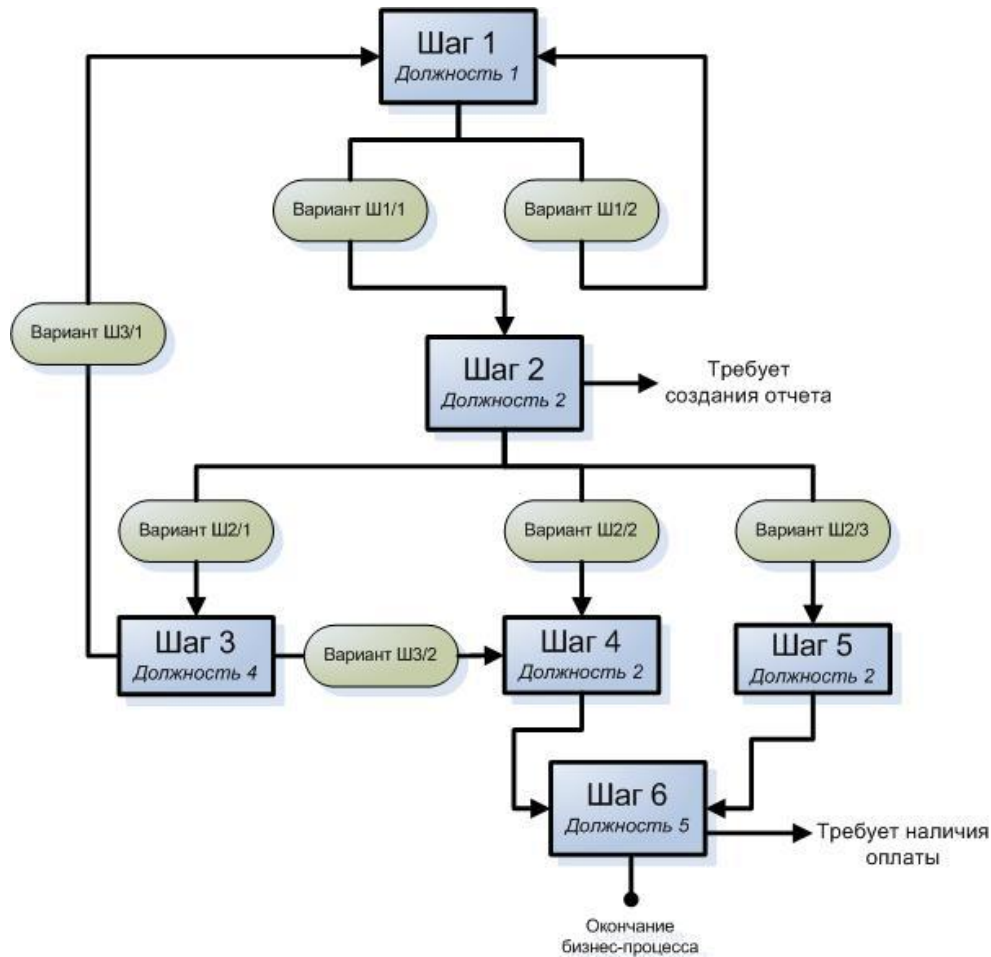 Шаг 1
Должность 1
Вариант Ш1/1
Вариант Ш1/2
Вариант Ш3/1
Шаг 2
Должность 2
Требует
создания отчета
Вариант Ш2/1
Вариант Ш2/2
Вариант Ш2/3
Шаг 3
Должность 4
Вариант Ш3/2
Шаг 4
Должность 2
Шаг 5
Должность 2
Шаг 6
Должность 5
Требует наличия
оплаты
Окончание
бизнес-процесса